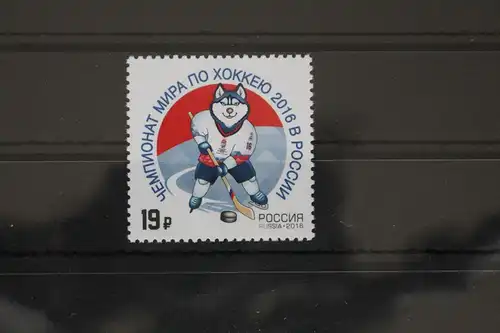 ЧЕМПИОНАТ МИРА ПО ХОККЕЮ 2016 В РОССИИ
19 ₽
РОССИЯ
RUSSIA • 2016